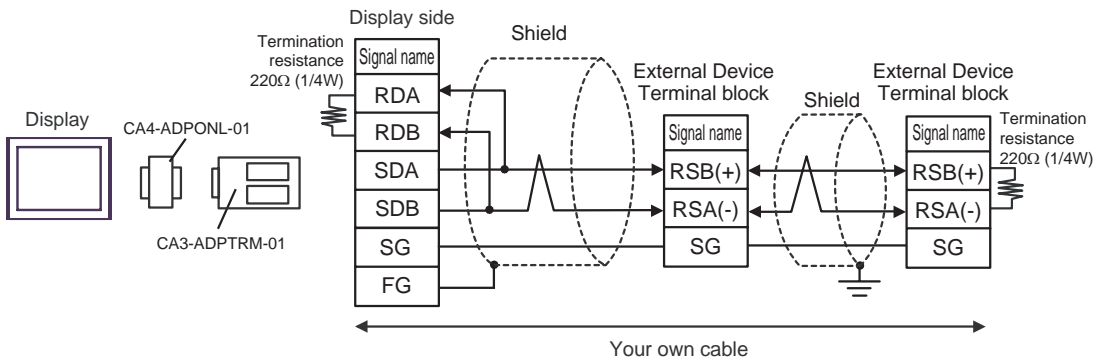 Display side
Termination
resistance
220Ω (1/4W)
Signal name
RDA
RDB
SDA
SDB
SG
FG
Shield
Display
CA4-ADPONL-01
CA3-ADPTRM-01
External Device
Terminal block
Signal name
RSB(+)
RSA(-)
SG
Shield
External Device
Terminal block
Signal name
RSB(+)
RSA(-)
SG
Termination
resistance
220Ω (1/4W)
Your own cable